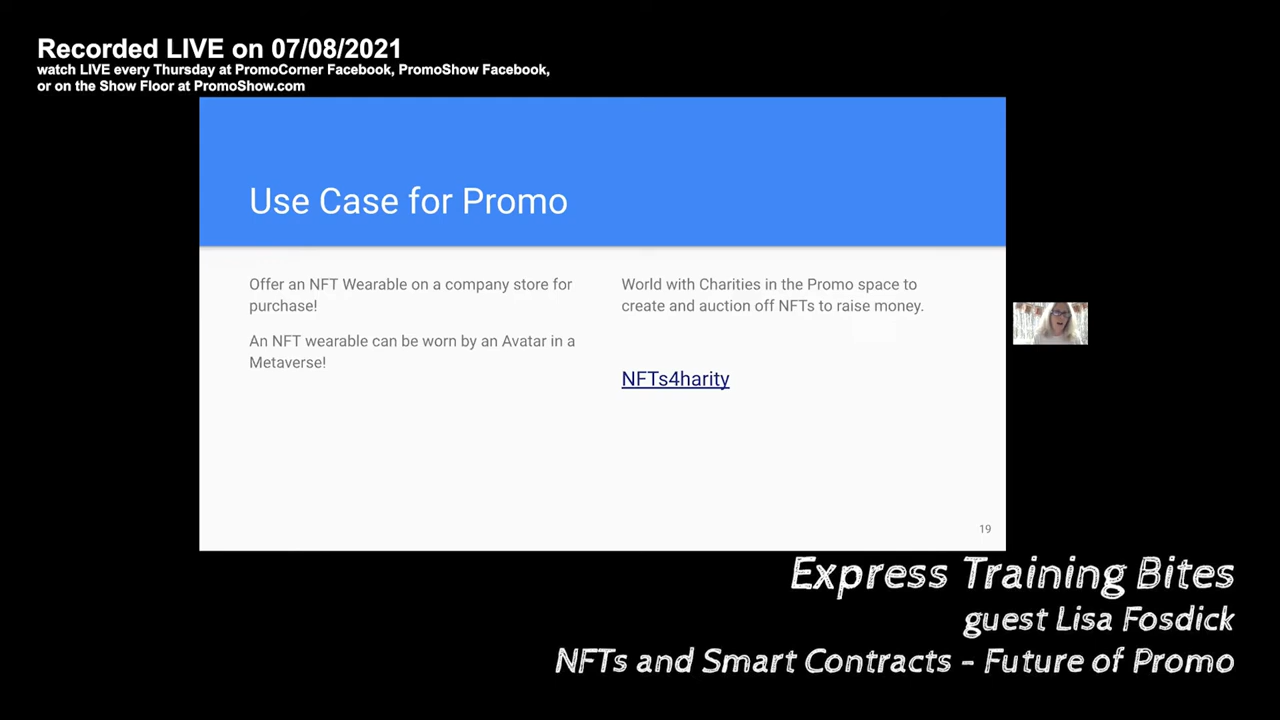 Recorded LIVE on 07/08/2021
watch LIVE every Thursday at PromoCorner Facebook, PromoShow Facebook,
or on the Show Floor at PromoShow.com
Use Case for Promo
Offer an NFT Wearable on a company store for
purchase!
An NFT wearable can be worn by an Avatar in a
Metaverse!
World with Charities in the Promo space to
create and auction off NFTs to raise money.
NFTs4harity
19
Express Training Bites
guest Lisa Fosdick
NFTs and Smart Contracts - Future of Promo